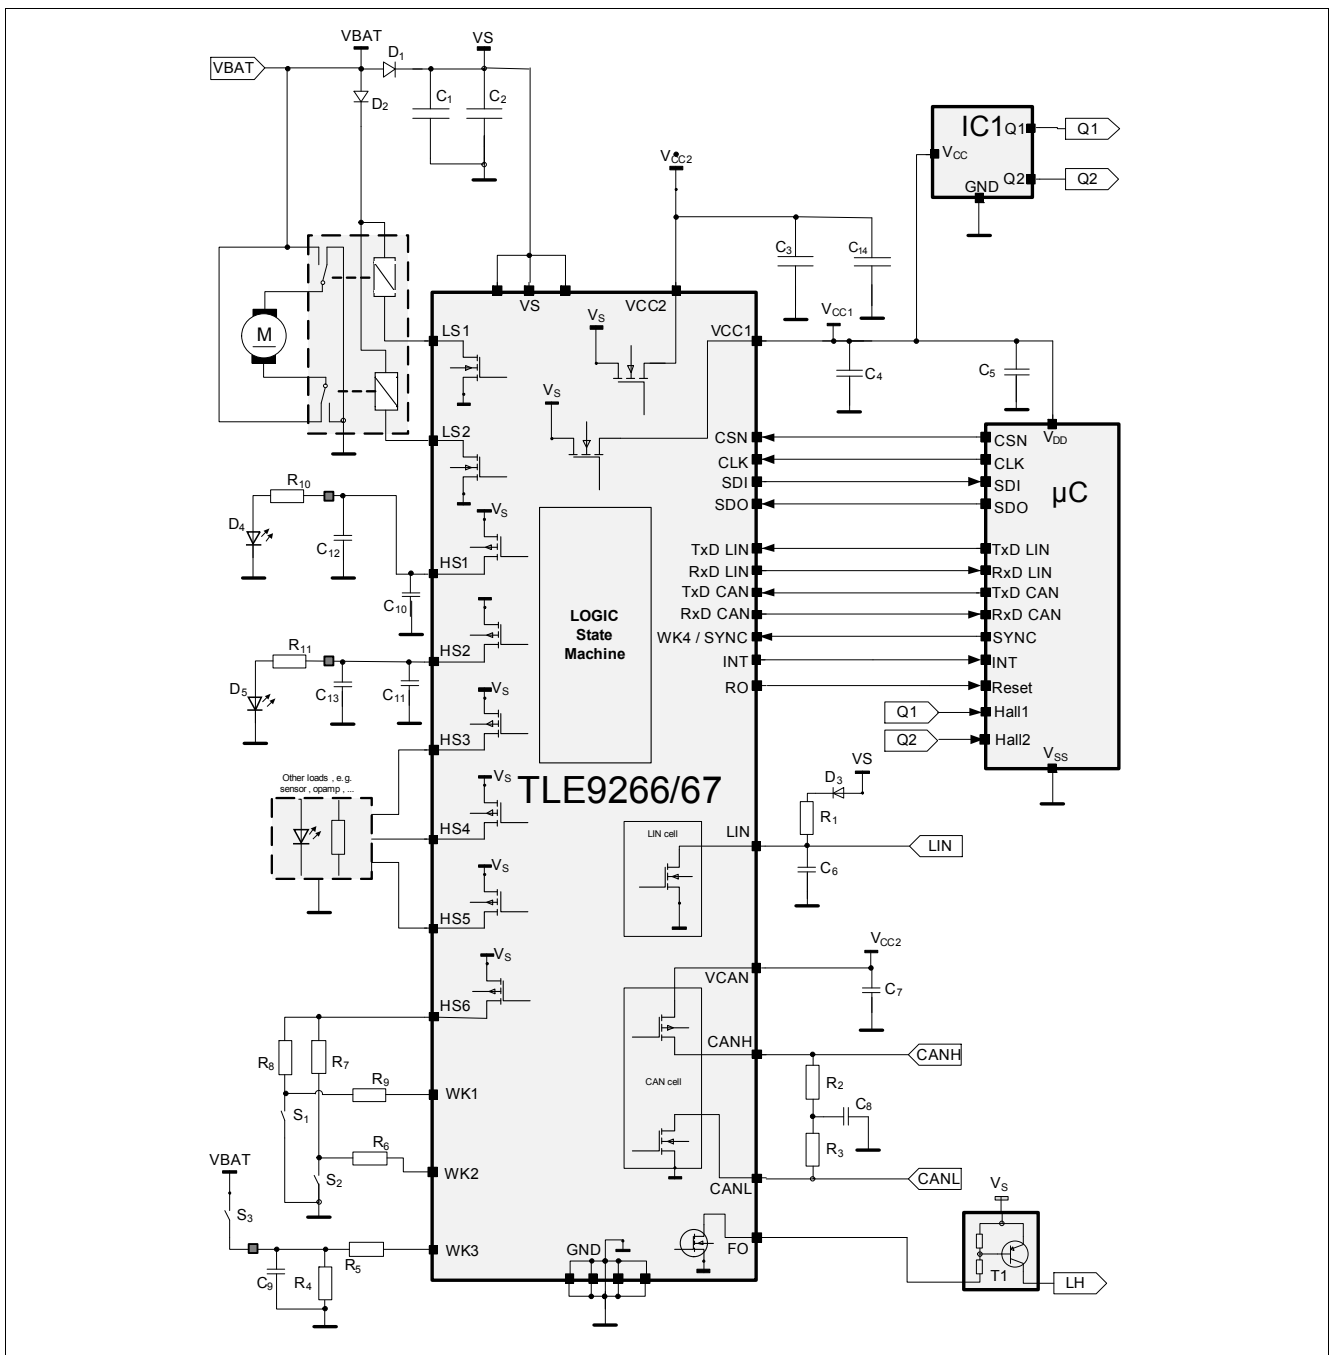 VBAT
VS
VBAT
D1
D2
C1
C2
VCC2
IC1
Q1
Q1
VCC
Q2
Q2
GND
C3
C14
VS
VCC2
VCC1
VS
VCC1
LS1
M
C4
C5
VS
LS2
CSN
CSN
VDD
CLK
CLK
SDI
SDI
SDO
SDO
µC
R10
D4
C12
HS1
VS
C10
TxD LIN
TxD LIN
RxD LIN
RxD LIN
TxD CAN
TxD CAN
RxD CAN
RxD CAN
LOGIC
State
Machine
WK4 / SYNC
SYNC
INT
INT
RO
Reset
R11
D5
C13
C11
HS2
VS
Q1
Hall1
Q2
Hall2
VSS
HS3
VS
Other loads , e.g.
sensor , opamp , ...
TLE9266/67
VS
D3
VS
R1
HS4
LIN cell
LIN
LIN
C6
VS
HS5
VS
VCC2
VCAN
C7
HS6
CANH
CANH
R8
R7
CAN cell
R2
R9
WK1
C8
S1
R6
R3
WK2
S2
CANL
CANL
VBAT
S3
VS
GND
FO
WK3
R5
C9
R4
T1
LH